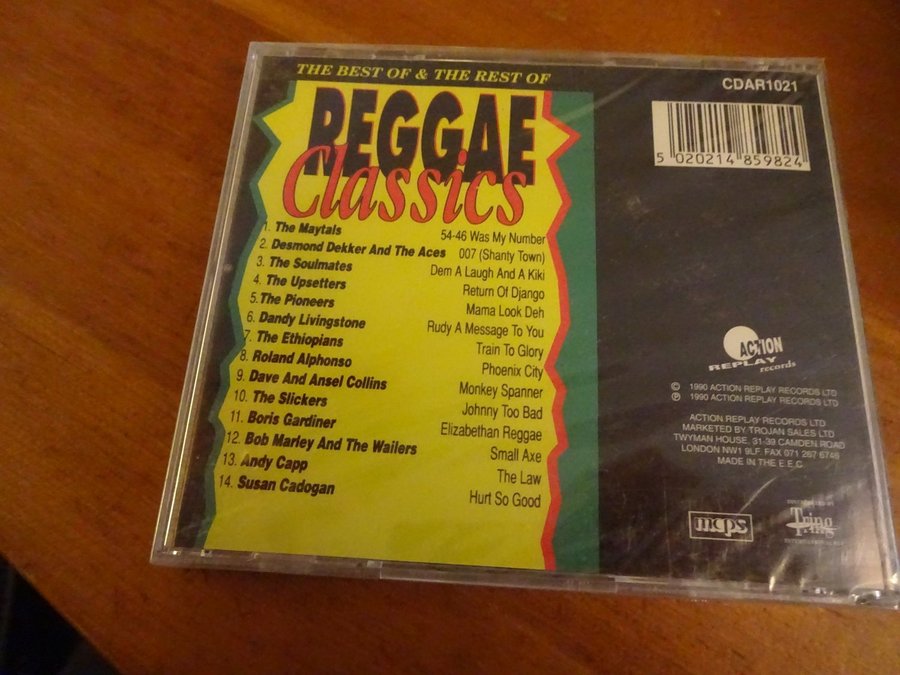 THE BEST OF & THE REST OF
REGGAE
Classics
1. The Maytals 54-46 Was My Number
2. Desmond Dekker And The Aces 007 (Shanty Town)
3. The Soulmates Dem A Laugh And A Kiki
4. The Upsetters Return Of Django
5. The Pioneers Mama Look Deh
6. Dandy Livingstone Rudy A Message To You
7. The Ethiopians Train To Glory
8. Roland Alphonso Phoenix City
9. Dave And Ansel Collins Monkey Spanner
10. The Slickers Johnny Too Bad
11. Boris Gardiner Elizabethan Reggae
12. Bob Marley And The Wailers Small Axe
13. Andy Capp The Law
14. Susan Cadogan Hurt So Good
CDAR1021
5 020214 859824
ACTION
REPLAY
records
© 1990 ACTION REPLAY RECORDS LTD
℗ 1990 ACTION REPLAY RECORDS LTD
ACTION REPLAY RECORDS LTD
MARKETED BY TROJAN SALES LTD
TWYMAN HOUSE, 31-39 CAMDEN ROAD
LONDON NW1 9LF. FAX 071 267 6746
MADE IN THE E.E.C.
mcps
Tring